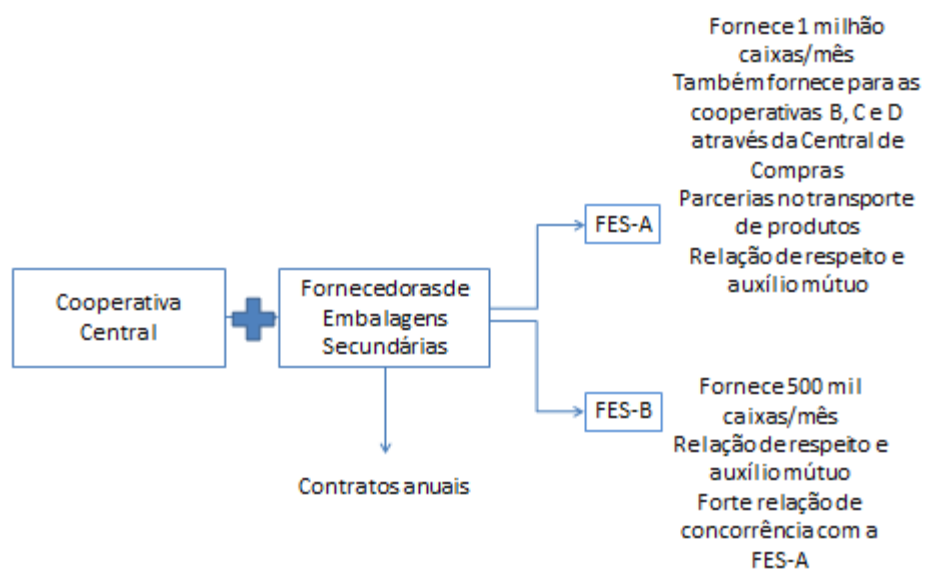 Cooperativa
Central
Fornecedoras de
Embalagens
Secundárias
Contratos anuais
FES-A
Fornece 1 milhão
caixas/mês
Também fornece para as
cooperativas B, C e D
através da Central de
Compras
Parcerias no transporte
de produtos
Relação de respeito e
auxílio mútuo
FES-B
Fornece 500 mil
caixas/mês
Relação de respeito e
auxílio mútuo
Forte relação de
concorrência com a
FES-A